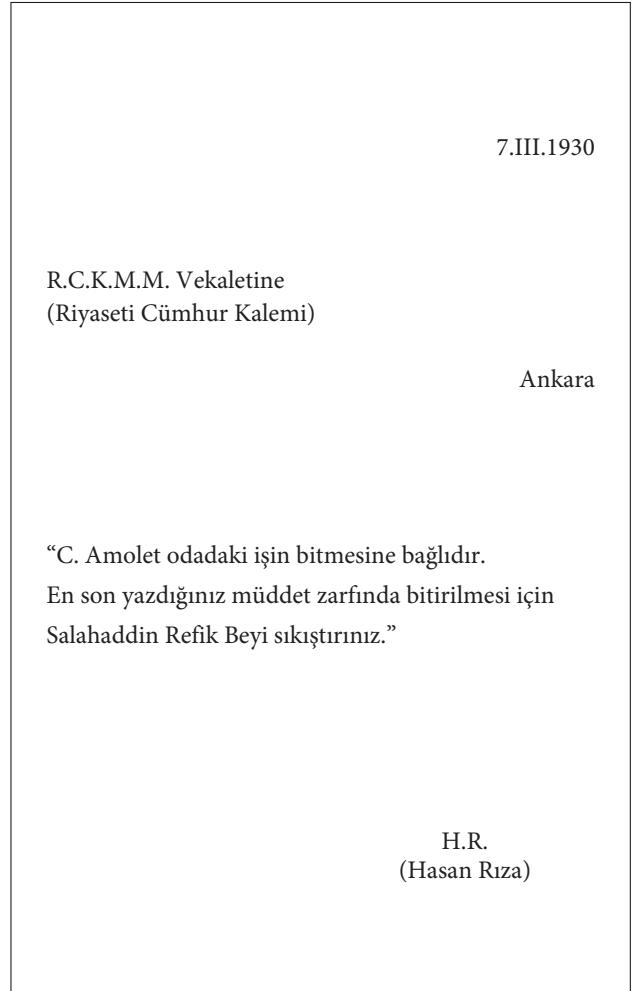 7.III.1930
R.C.K.M.M. Vekaletine
(Riyaseti Cümhur Kalemi)
Ankara
“C. Amolet odadaki işin bitmesine bağlıdır.
En son yazdığınız müddet zarfında bitirilmesi için
Salahaddin Refik Beyi sıkıştırınız.”
H.R.
(Hasan Rıza)